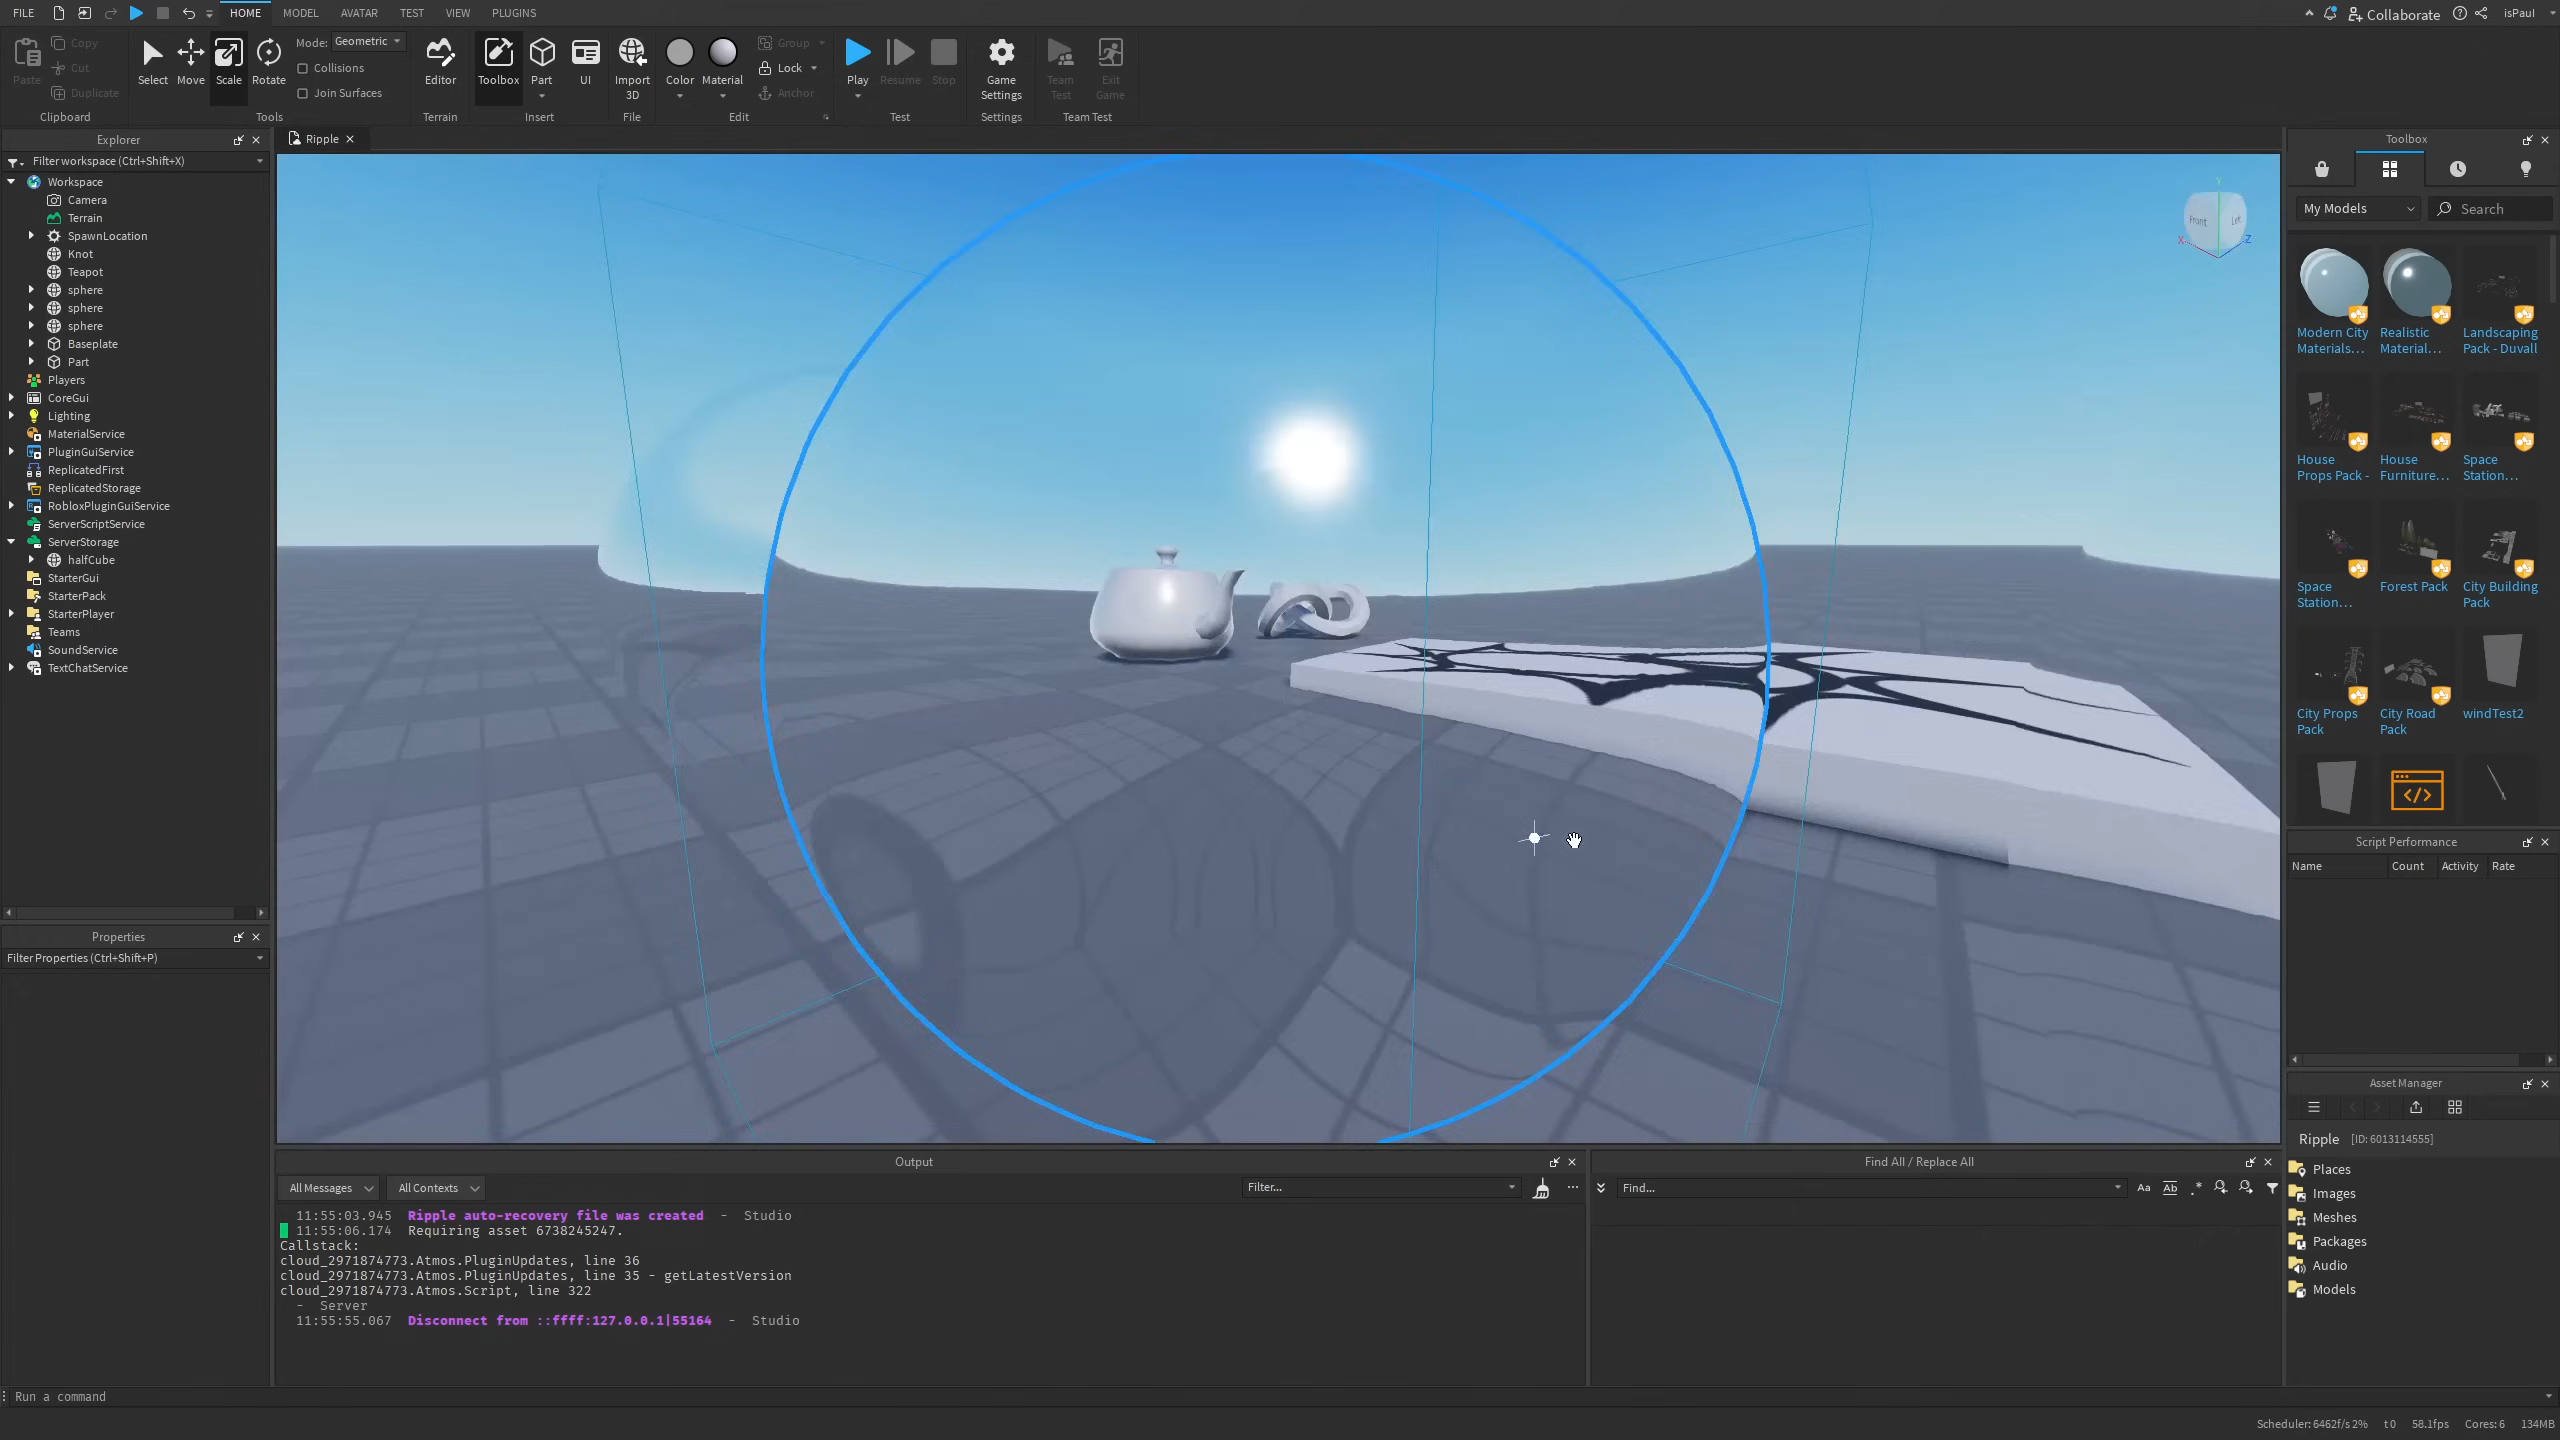 FILE HOME MODEL AVATAR TEST VIEW PLUGINS Collaborate isPaul
Paste Copy Cut Duplicate Clipboard
Select Move Scale Rotate Mode: Geometric Collisions Join Surfaces Tools
Editor Terrain
Toolbox Part UI Insert
Import 3D File
Color Material Group Lock Anchor Edit
Play Resume Stop Test
Game Settings Settings
Team Test Exit Game Team Test
Explorer
Filter workspace (Ctrl+Shift+X)
Workspace
Camera
Terrain
SpawnLocation
Knot
Teapot
sphere
sphere
sphere
Baseplate
Part
Players
CoreGui
Lighting
MaterialService
PluginGuiService
ReplicatedFirst
ReplicatedStorage
RobloxPluginGuiService
ServerScriptService
ServerStorage
halfCube
StarterGui
StarterPack
StarterPlayer
Teams
SoundService
TextChatService
Properties
Filter Properties (Ctrl+Shift+P)
Ripple
Front Left
X Y Z
Toolbox
My Models Search
Modern City Materials...
Realistic Material...
Landscaping Pack - Duvall
House Props Pack -
House Furniture...
Space Station...
Space Station...
Forest Pack
City Building Pack
City Props Pack
City Road Pack
windTest2
Script Performance
Name Count Activity Rate
Asset Manager
Ripple [ID: 6013114555]
Places
Images
Meshes
Packages
Audio
Models
Output
All Messages All Contexts Filter...
11:55:03.945 Ripple auto-recovery file was created - Studio
11:55:06.174 Requiring asset 6738245247.
Callstack:
cloud_2971874773.Atmos.PluginUpdates, line 36
cloud_2971874773.Atmos.PluginUpdates, line 35 - getLatestVersion
cloud_2971874773.Atmos.Script, line 322
- Server
11:55:55.067 Disconnect from ::ffff:127.0.0.1|55164 - Studio
Find All / Replace All
Find... Aa Ab .*
Run a command
Scheduler: 6462f/s 2% t 0 58.1fps Cores: 6 134MB